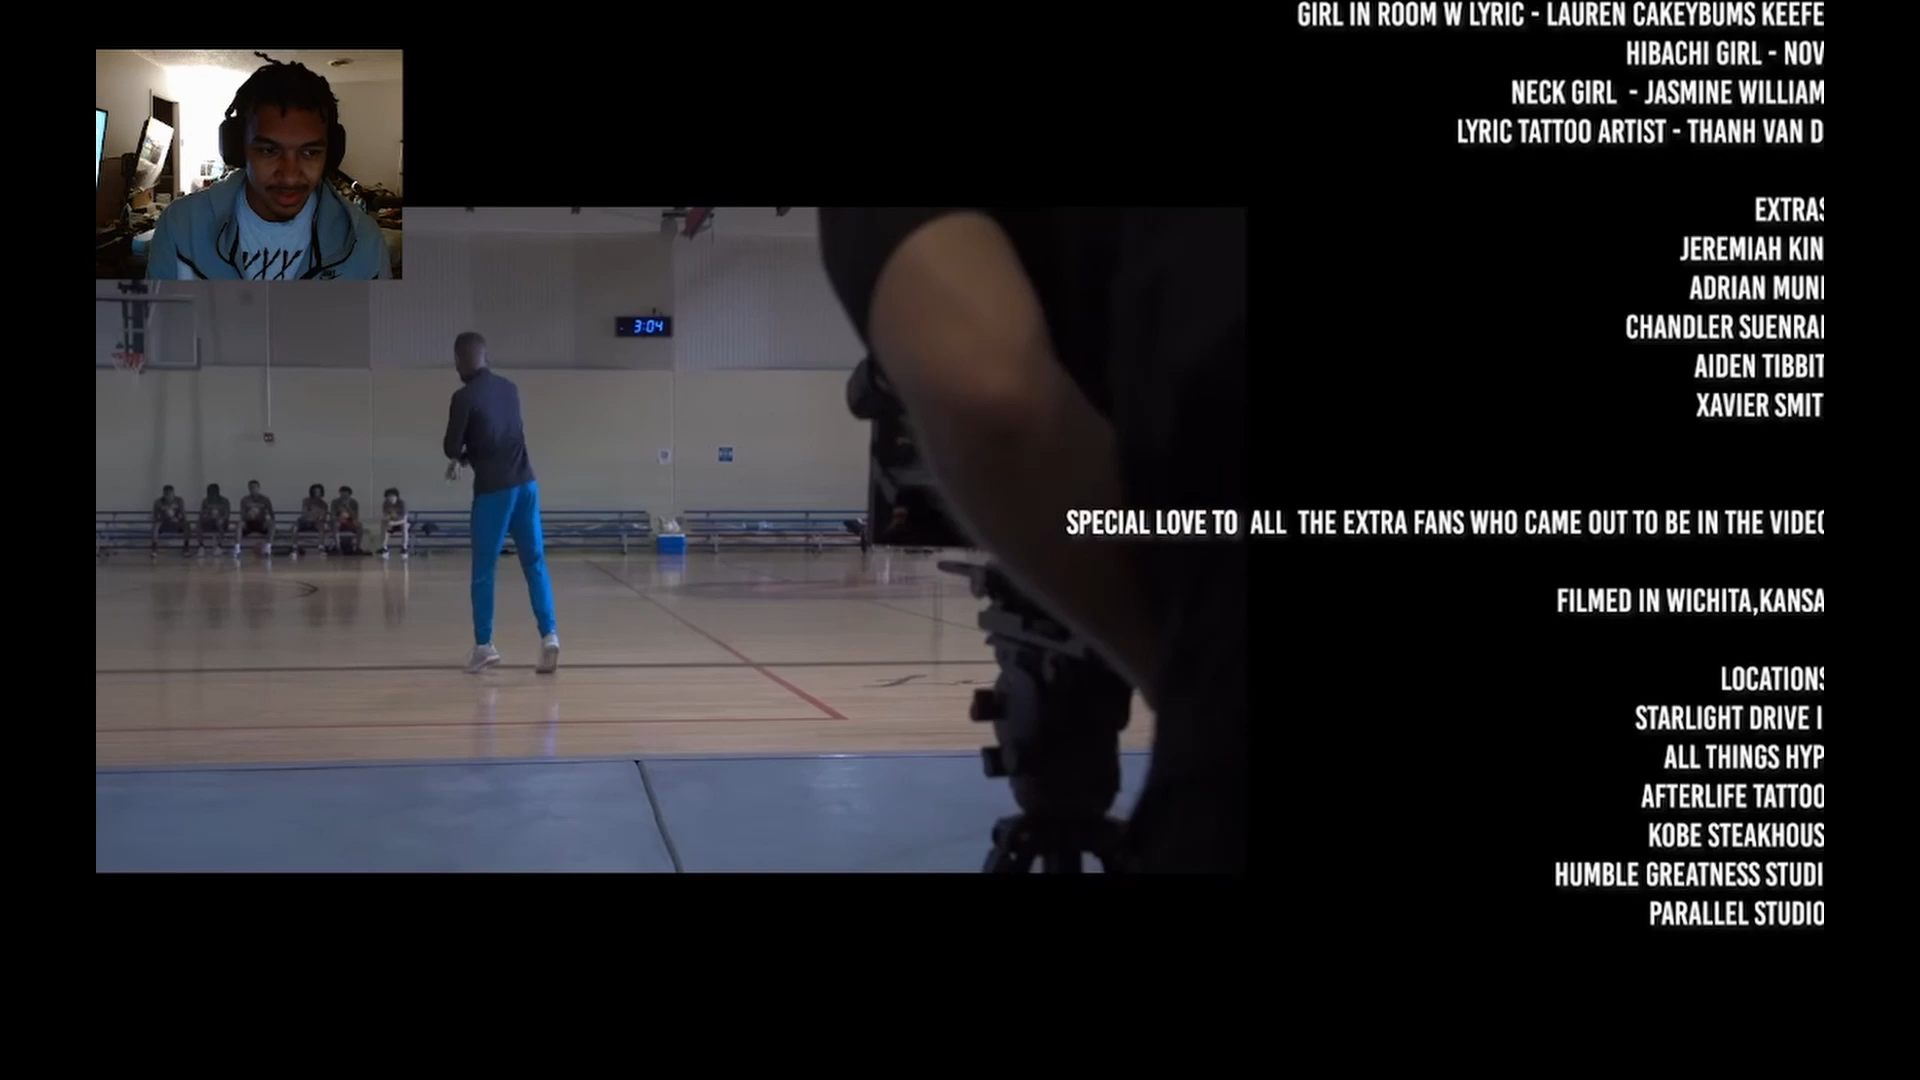 GIRL IN ROOM W LYRIC - LAUREN CAKEYBUMS KEEFE
HIBACHI GIRL - NOV
NECK GIRL - JASMINE WILLIAM
LYRIC TATTOO ARTIST - THANH VAN D
3:04
EXTRAS
JEREMIAH KIN
ADRIAN MUN
CHANDLER SUENRA
AIDEN TIBBIT
XAVIER SMIT
SPECIAL LOVE TO ALL THE EXTRA FANS WHO CAME OUT TO BE IN THE VIDEO
FILMED IN WICHITA,KANSA
LOCATIONS
STARLIGHT DRIVE I
ALL THINGS HYP
AFTERLIFE TATTOO
KOBE STEAKHOUS
HUMBLE GREATNESS STUDI
PARALLEL STUDIO